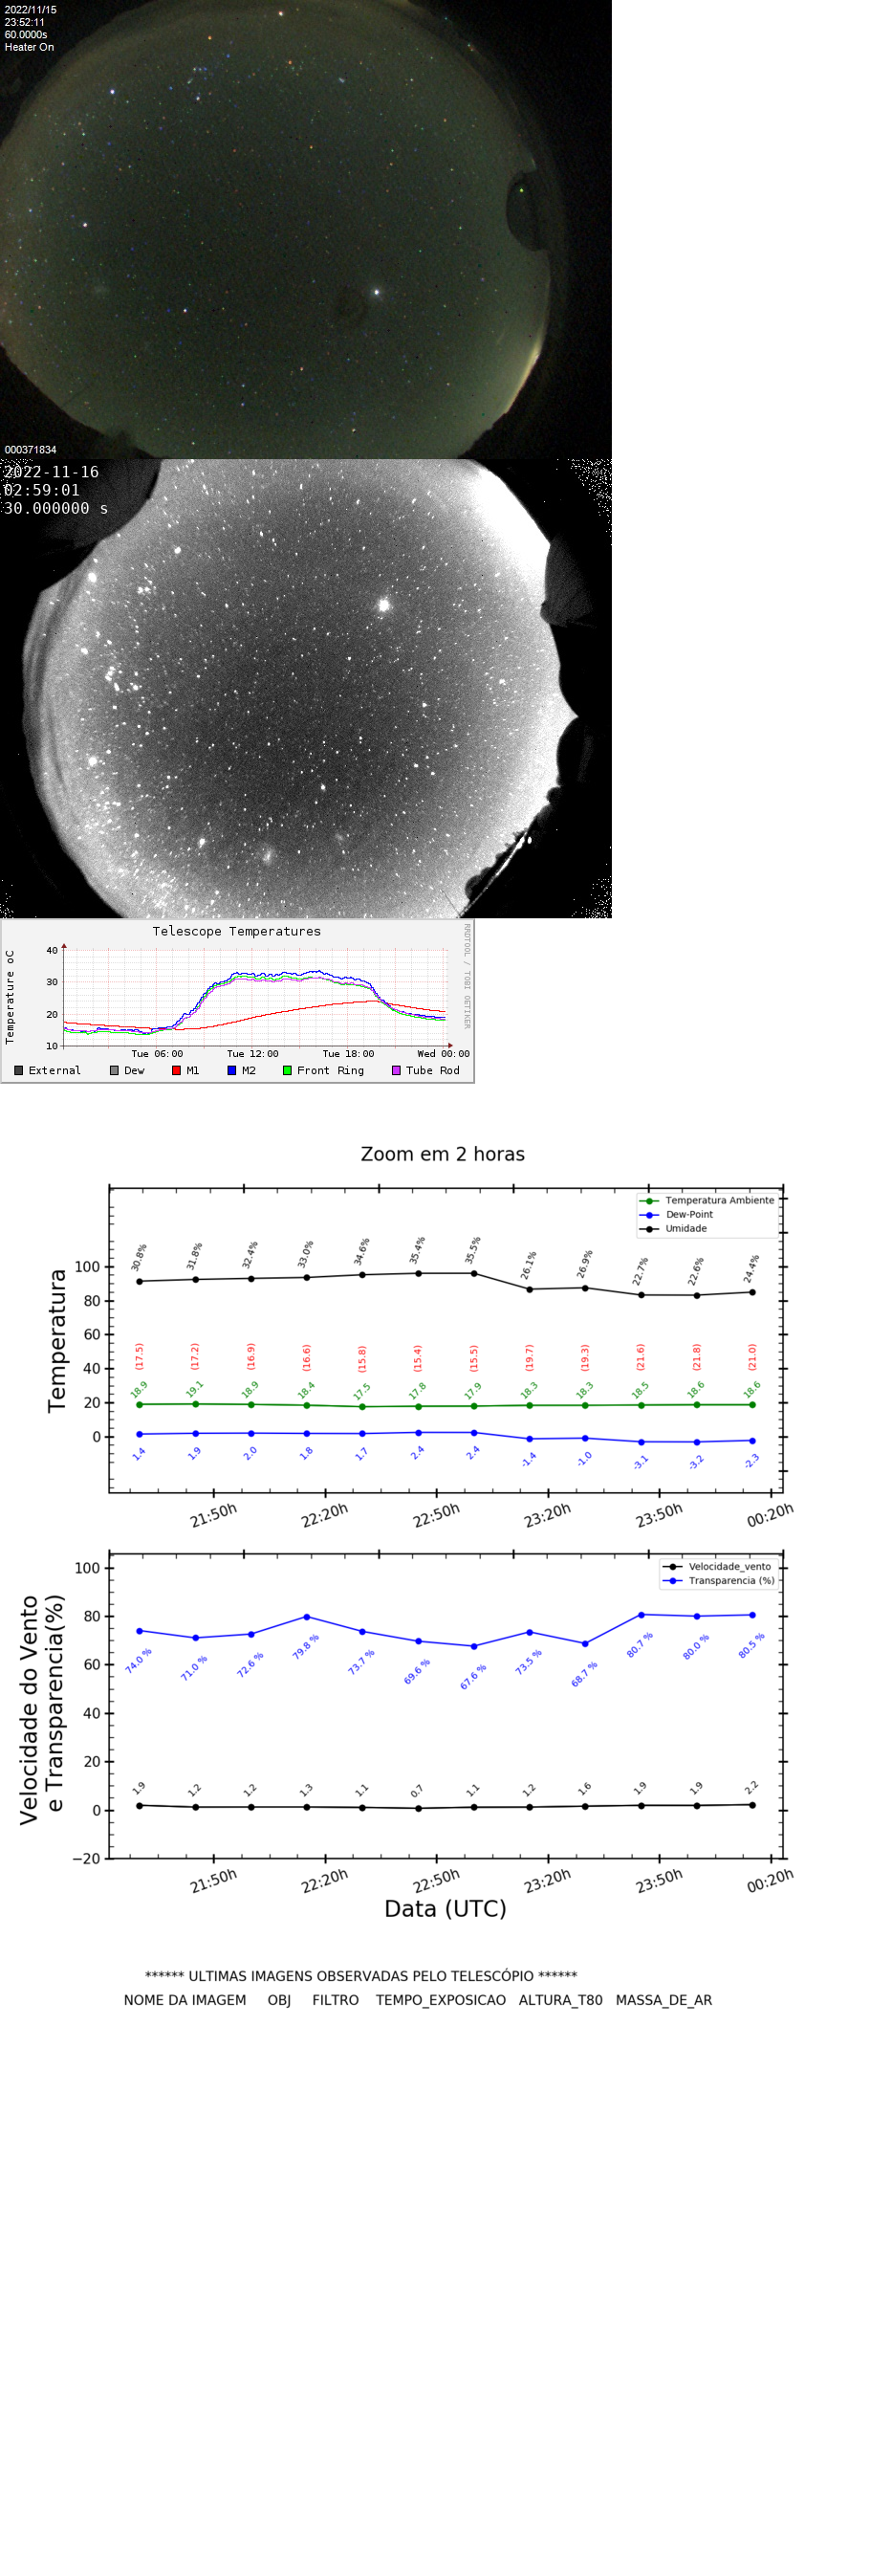 2022/11/15
23:52:11
60.0000s
Heater On
000371834
2022-11-16
02:59:01
30.000000 s
Telescope Temperatures
RRDTOOL / TOBI OETIKER
Temperature oC
40
30
20
10
Tue 06:00 Tue 12:00 Tue 18:00 Wed 00:00
External Dew M1 M2 Front Ring Tube Rod
Zoom em 2 horas
Temperatura Ambiente
Dew-Point
Umidade
Temperatura
100
80
60
40
20
0
30.8% 31.8% 32.4% 33.0% 34.6% 35.4% 35.5% 26.1% 26.9% 22.7% 22.6% 24.4%
(17.5) (17.2) (16.9) (16.6) (15.8) (15.4) (15.5) (19.7) (19.3) (21.6) (21.8) (21.0)
18.9 19.1 18.9 18.4 17.5 17.8 17.9 18.3 18.3 18.5 18.6 18.6
1.4 1.9 2.0 1.8 1.7 2.4 2.4 -1.4 -1.0 -3.1 -3.2 -2.3
21:50h 22:20h 22:50h 23:20h 23:50h 00:20h
Velocidade_vento
Transparencia (%)
Velocidade do Vento
e Transparencia(%)
100
80
60
40
20
0
−20
74.0 % 71.0 % 72.6 % 79.8 % 73.7 % 69.6 % 67.6 % 73.5 % 68.7 % 80.7 % 80.0 % 80.5 %
1.9 1.2 1.2 1.3 1.1 0.7 1.1 1.2 1.6 1.9 1.9 2.2
21:50h 22:20h 22:50h 23:20h 23:50h 00:20h
Data (UTC)
****** ULTIMAS IMAGENS OBSERVADAS PELO TELESCÓPIO ******
NOME DA IMAGEM OBJ FILTRO TEMPO_EXPOSICAO ALTURA_T80 MASSA_DE_AR